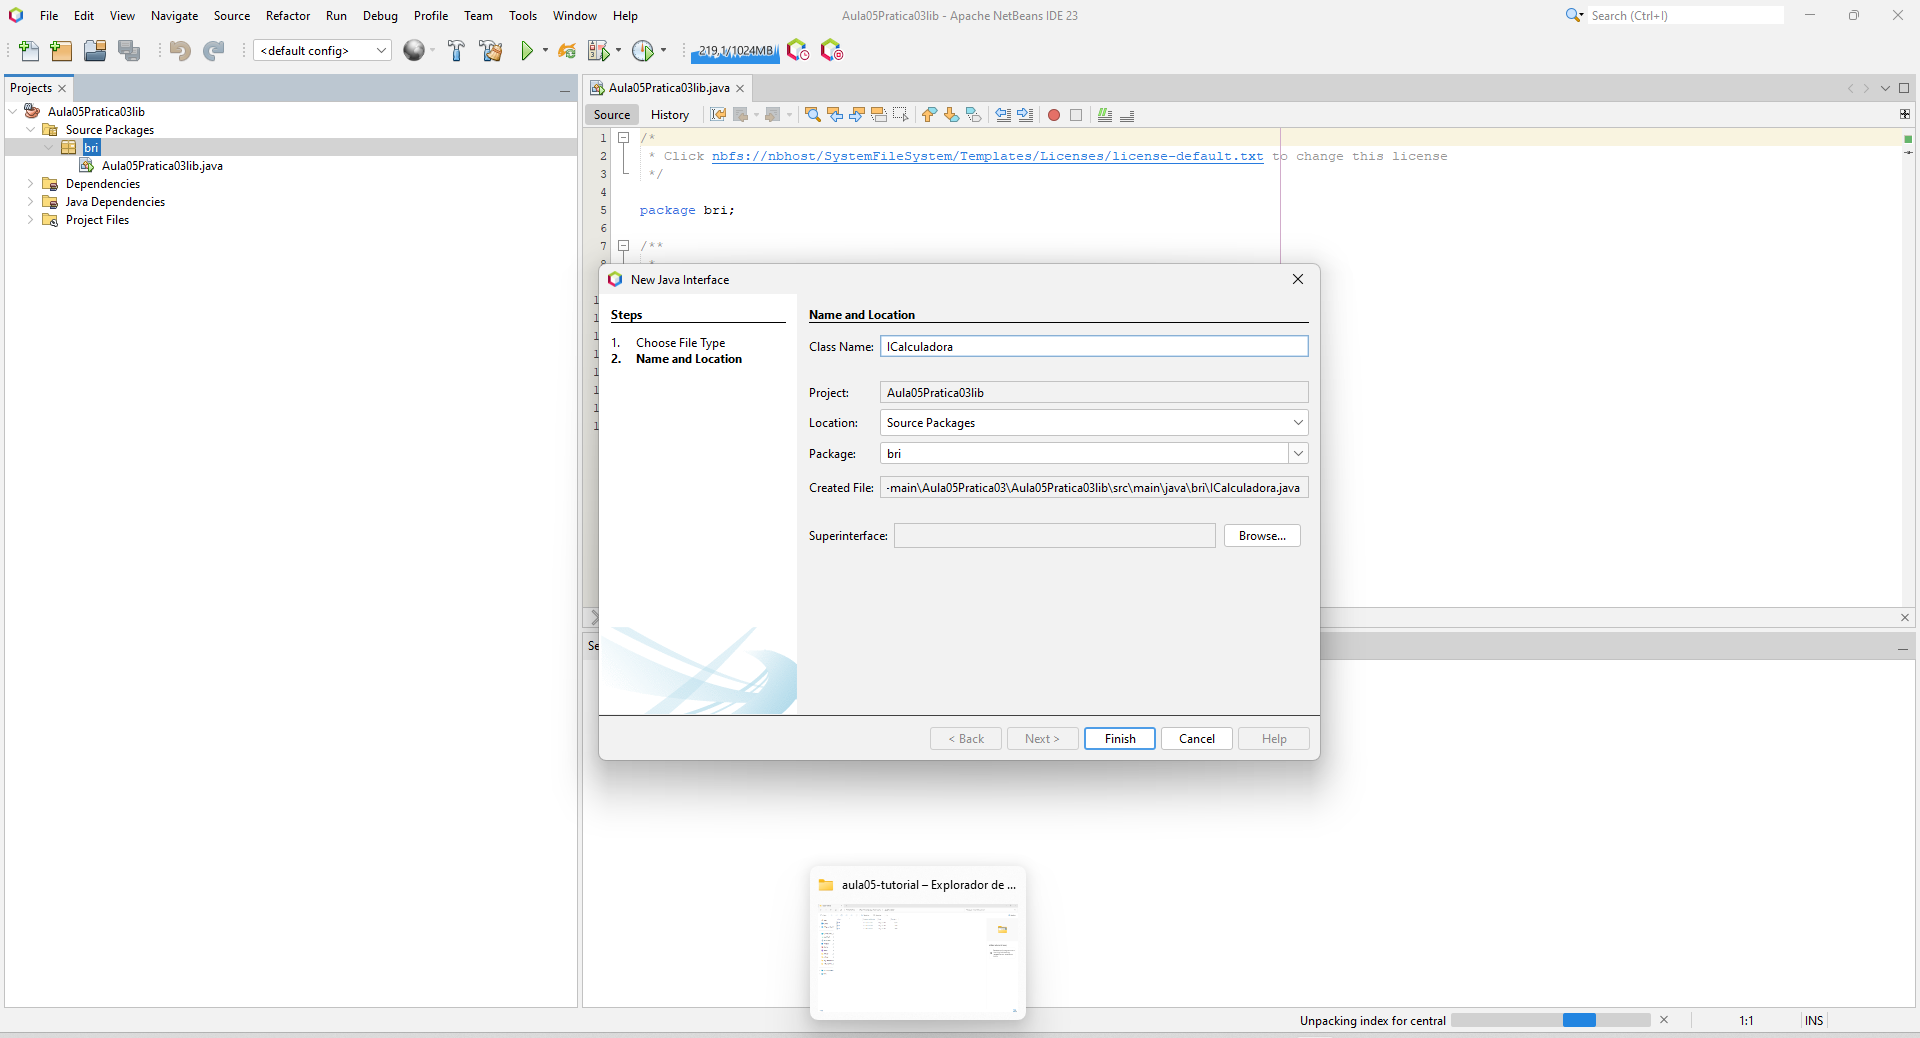 File Edit View Navigate Source Refactor Run Debug Profile Team Tools Window Help
Aula05Pratica03lib - Apache NetBeans IDE 23
Search (Ctrl+I)
<default config>
219,1/1024MB
Projects
Aula05Pratica03lib
Source Packages
bri
Aula05Pratica03lib.java
Dependencies
Java Dependencies
Project Files
Aula05Pratica03lib.java
Source History
1 /*
2 * Click nbfs://nbhost/SystemFileSystem/Templates/Licenses/license-default.txt to change this license
3 */
4
5 package bri;
6
7 /**
New Java Interface
Steps
1. Choose File Type
2. Name and Location
Name and Location
Class Name: ICalculadora
Project: Aula05Pratica03lib
Location: Source Packages
Package: bri
Created File: -main\Aula05Pratica03\Aula05Pratica03lib\src\main\java\bri\ICalculadora.java
Superinterface:
Browse...
< Back Next > Finish Cancel Help
Se
aula05-tutorial – Explorador de ...
Unpacking index for central
1:1
INS